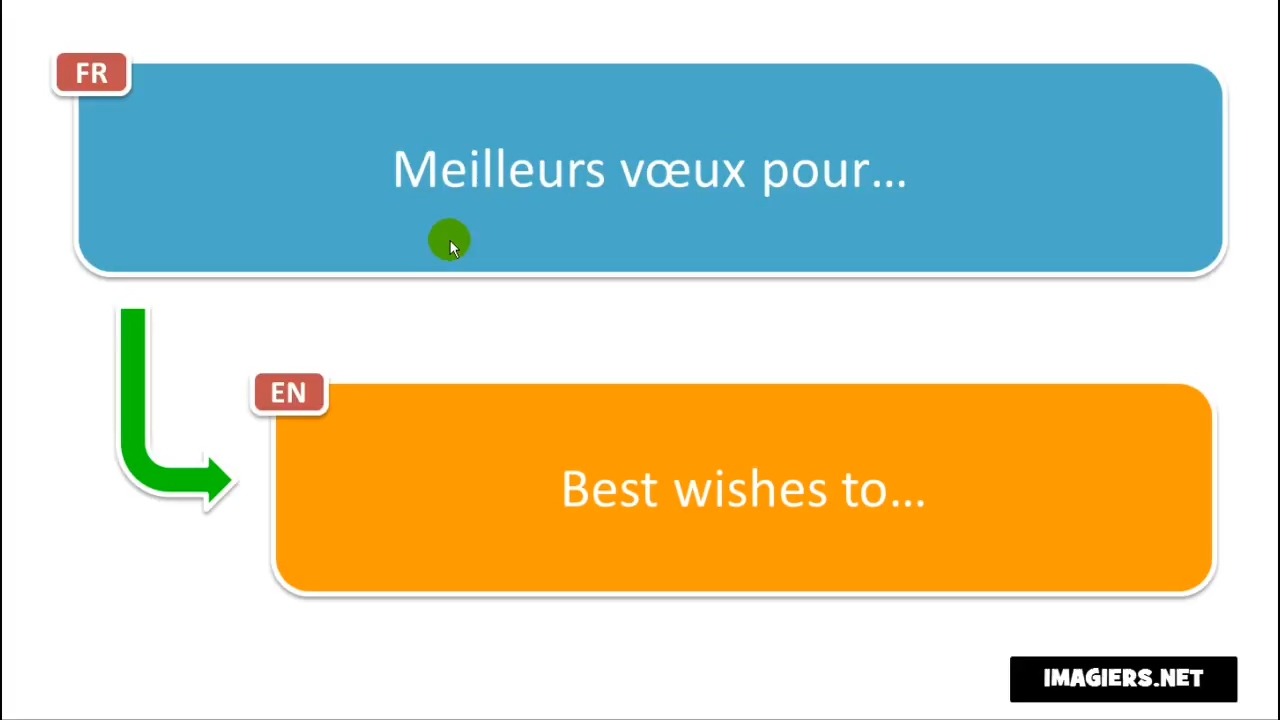 FR
Meilleurs vœux pour…
EN
Best wishes to…
IMAGIERS.NET